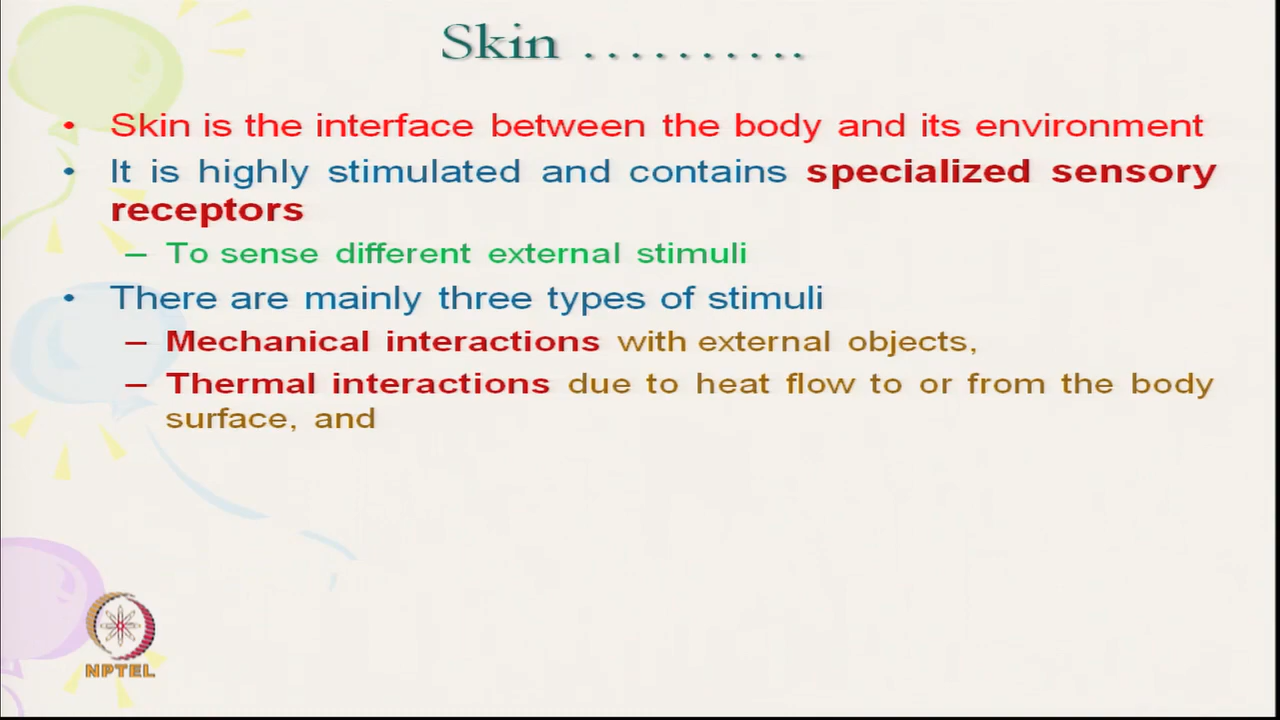 Skin ..........
• Skin is the interface between the body and its environment
• It is highly stimulated and contains specialized sensory
receptors
– To sense different external stimuli
• There are mainly three types of stimuli
– Mechanical interactions with external objects,
– Thermal interactions due to heat flow to or from the body
surface, and
NPTEL